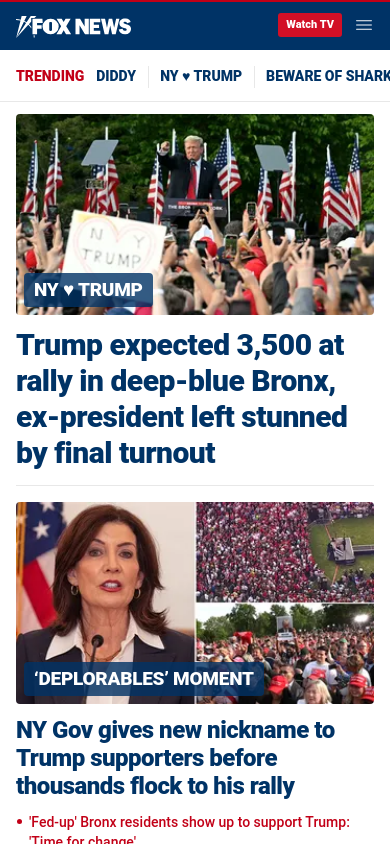 FOX NEWS
Watch TV
TRENDING DIDDY NY ♥ TRUMP BEWARE OF SHARK
NY
TRUMP
NY ♥ TRUMP
Trump expected 3,500 at
rally in deep-blue Bronx,
ex-president left stunned
by final turnout
'DEPLORABLES' MOMENT
NY Gov gives new nickname to
Trump supporters before
thousands flock to his rally
• 'Fed-up' Bronx residents show up to support Trump:
'Time for change'